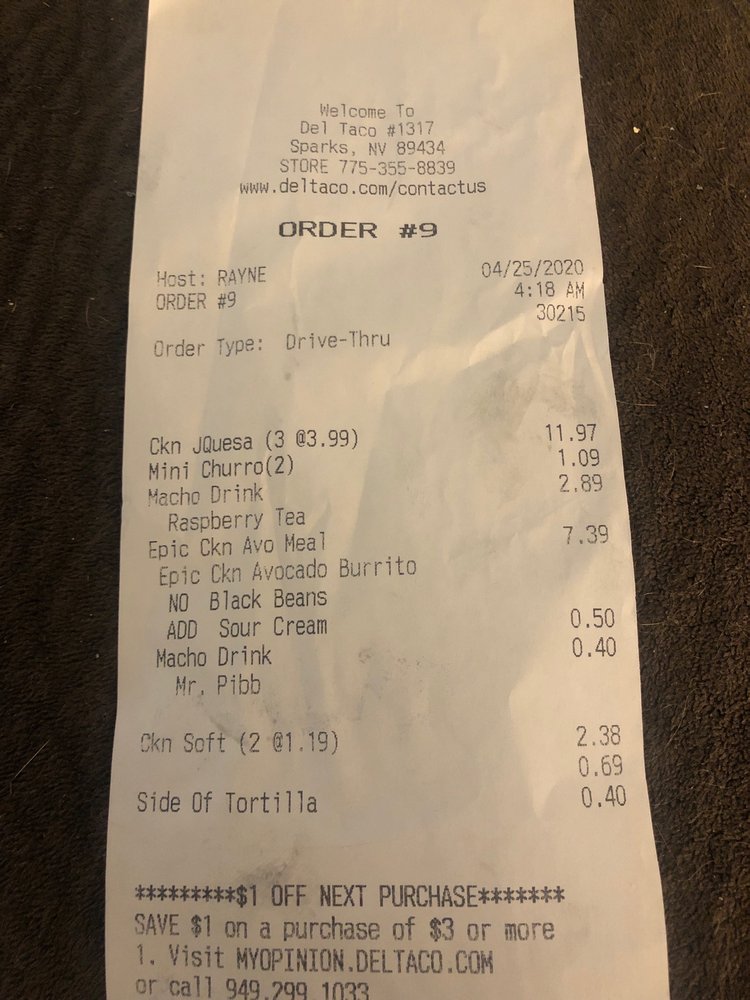 Welcome To
Del Taco #1317
Sparks, NV 89434
STORE 775-355-8839
www.deltaco.com/contactus
ORDER #9
Host: RAYNE 04/25/2020
ORDER #9 4:18 AM
30215
Order Type: Drive-Thru
Ckn JQuesa (3 @3.99) 11.97
Mini Churro(2) 1.09
Macho Drink 2.89
Raspberry Tea
Epic Ckn Avo Meal 7.39
Epic Ckn Avocado Burrito
NO Black Beans
ADD Sour Cream 0.50
Macho Drink 0.40
Mr. Pibb
Ckn Soft (2 @1.19) 2.38
0.69
Side Of Tortilla 0.40
*********$1 OFF NEXT PURCHASE*******
SAVE $1 on a purchase of $3 or more
1. Visit MYOPINION.DELTACO.COM
or call 949.299.1033